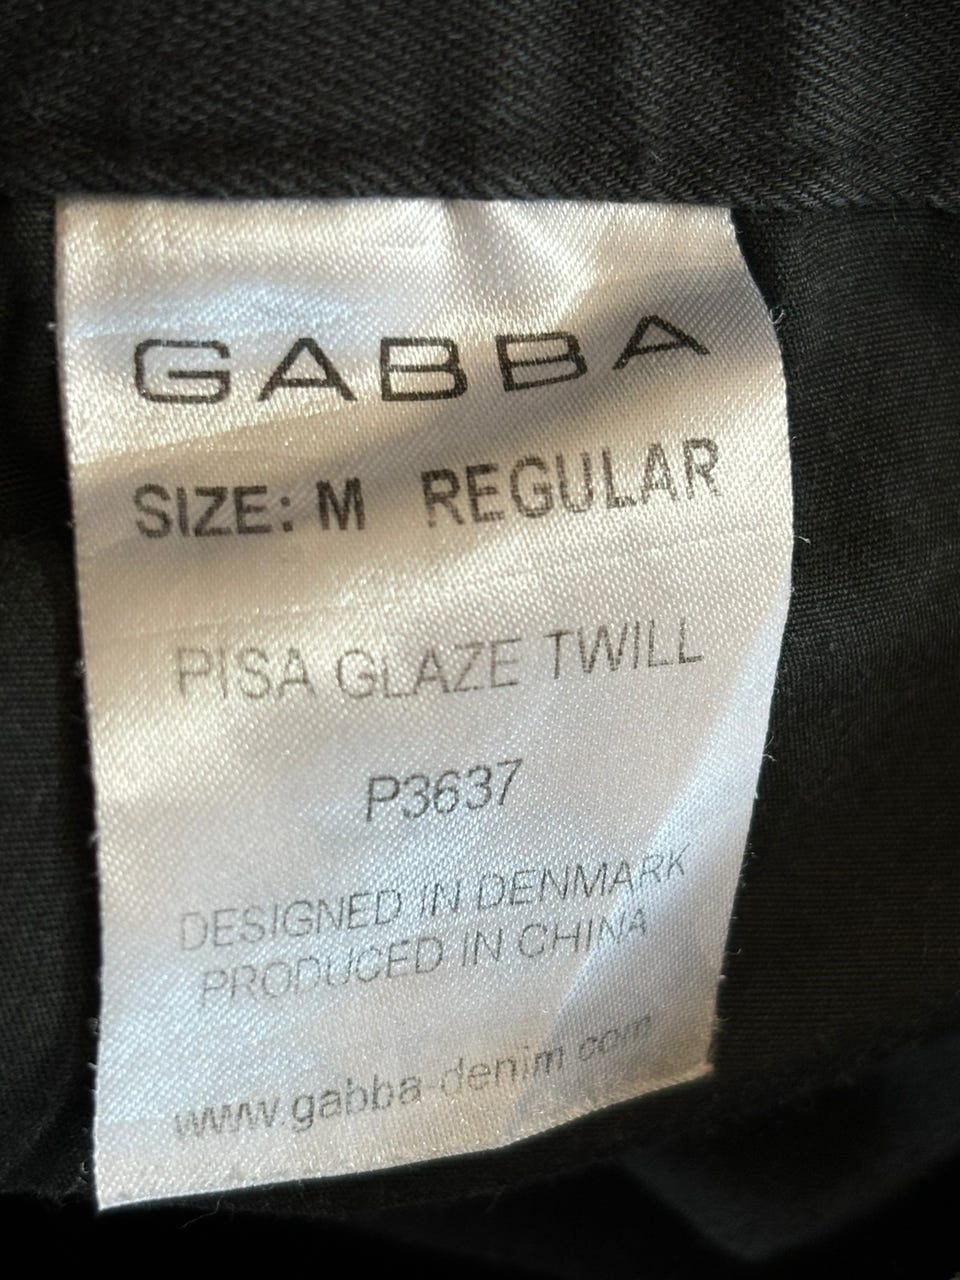 GABBA
SIZE: M REGULAR
PISA GLAZE TWILL
P3637
DESIGNED IN DENMARK
PRODUCED IN CHINA
www.gabba-denim.com